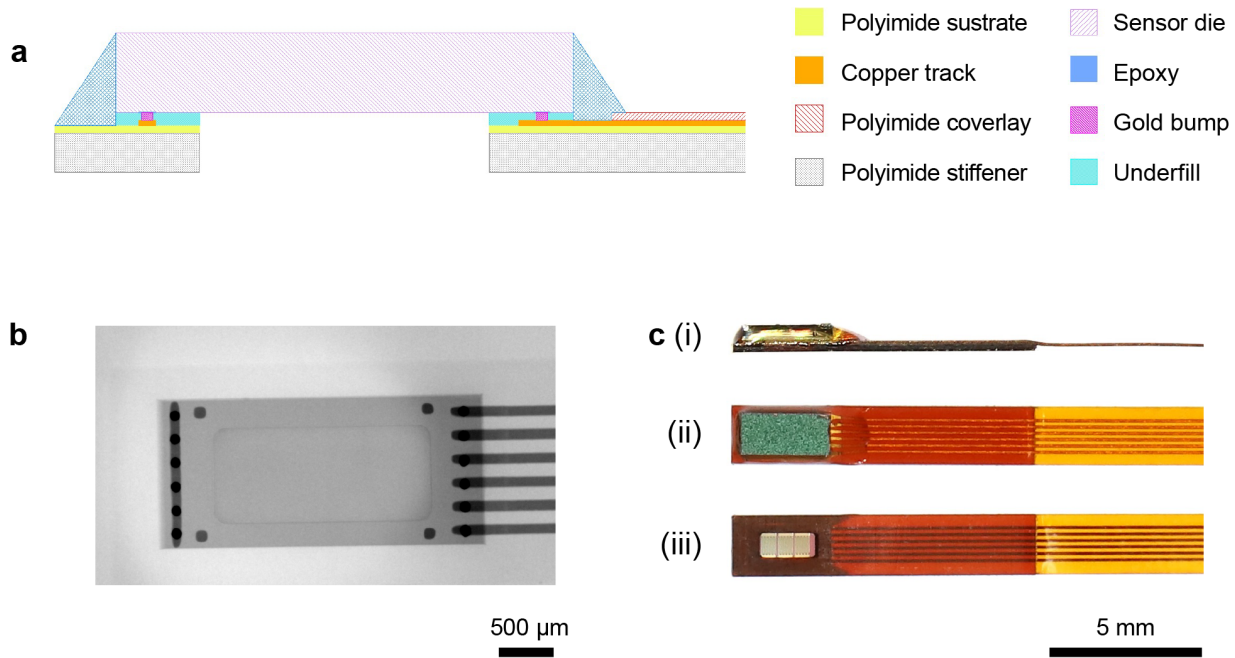 a
Polyimide sustrate
Sensor die
Copper track
Epoxy
Polyimide coverlay
Gold bump
Polyimide stiffener
Underfill
b
c (i)
(ii)
(iii)
500 µm
5 mm